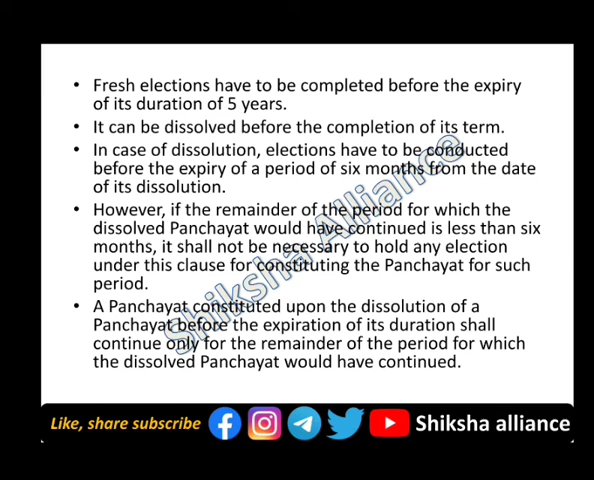 • Fresh elections have to be completed before the expiry
of its duration of 5 years.
• It can be dissolved before the completion of its term.
• In case of dissolution, elections have to be conducted
before the expiry of a period of six months from the date
of its dissolution.
• However, if the remainder of the period for which the
dissolved Panchayat would have continued is less than six
months, it shall not be necessary to hold any election
under this clause for constituting the Panchayat for such
period.
• A Panchayat constituted upon the dissolution of a
Panchayat before the expiration of its duration shall
continue only for the remainder of the period for which
the dissolved Panchayat would have continued.
Shiksha Alliance
Like, share subscribe
Shiksha alliance